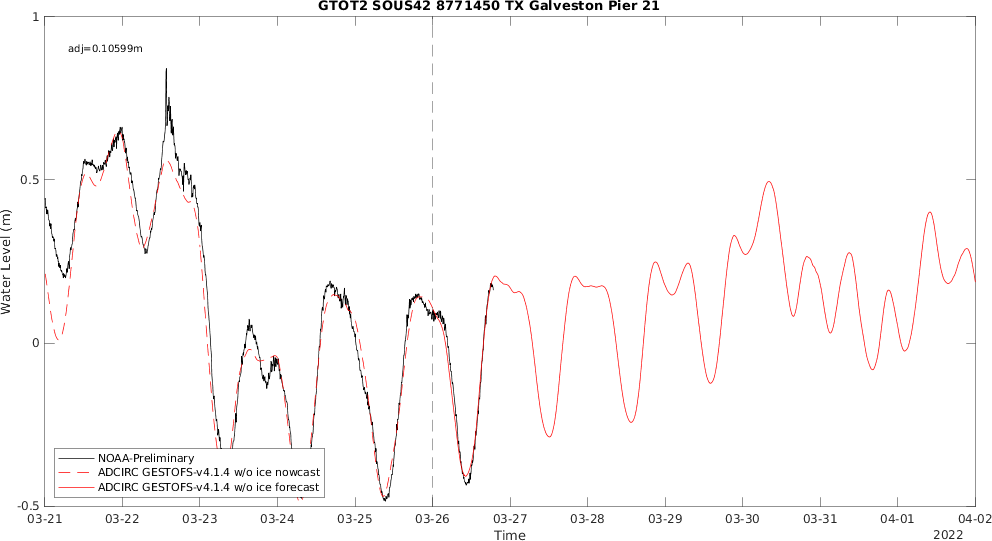 GTOT2 SOUS42 8771450 TX Galveston Pier 21
adj=0.10599m
Water Level (m)
1
0.5
0
-0.5
NOAA-Preliminary
ADCIRC GESTOFS-v4.1.4 w/o ice nowcast
ADCIRC GESTOFS-v4.1.4 w/o ice forecast
03-21 03-22 03-23 03-24 03-25 03-26 03-27 03-28 03-29 03-30 03-31 04-01 04-02
Time
2022